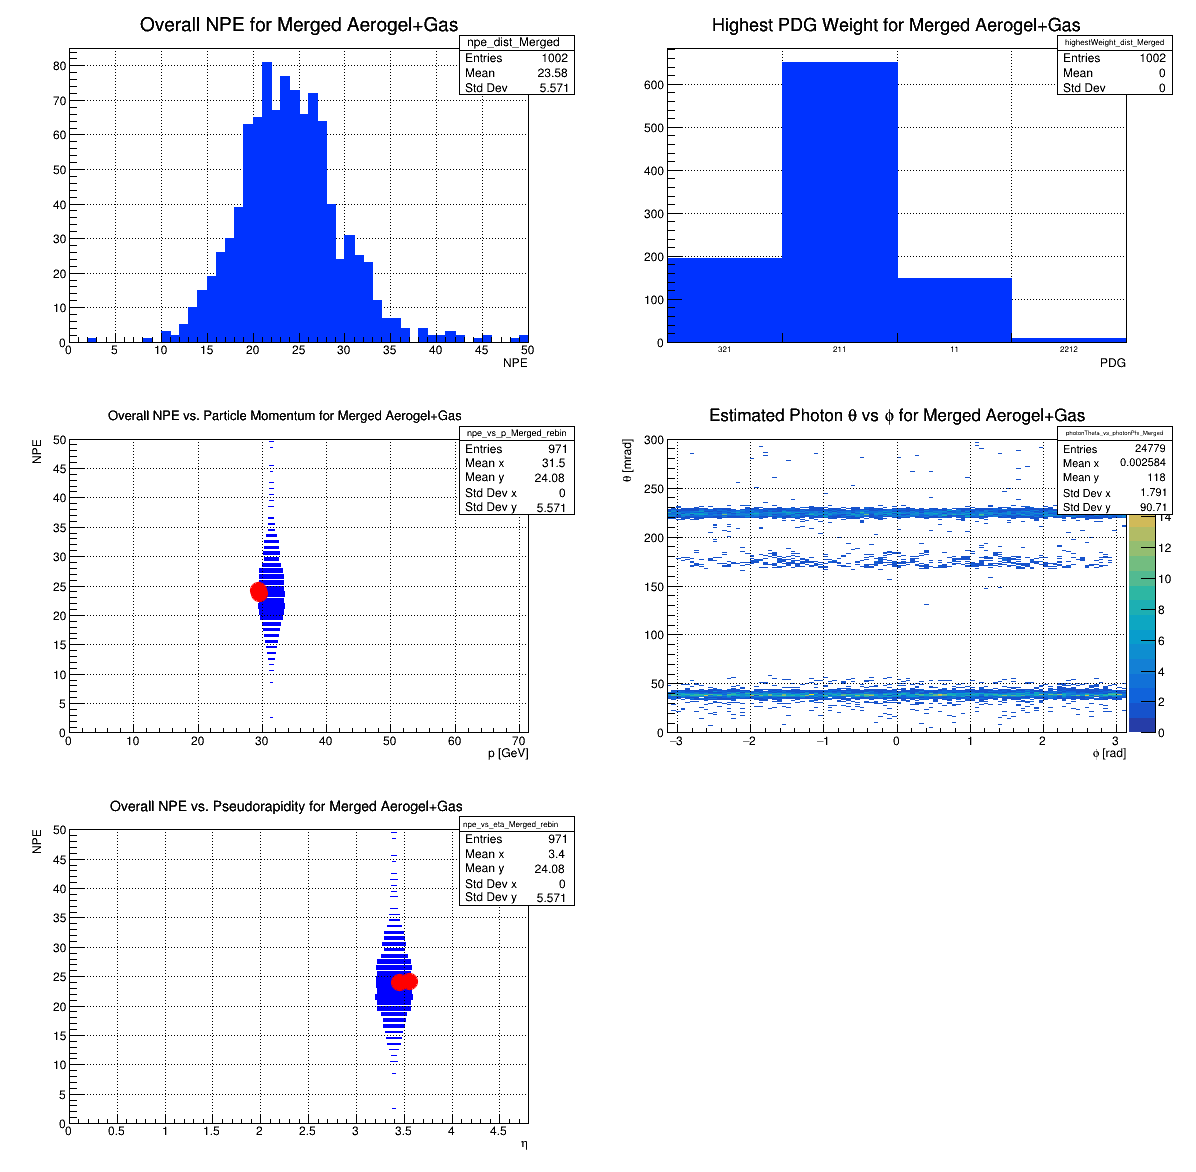 Overall NPE for Merged Aerogel+Gas
npe_dist_Merged
Entries 1002
Mean 23.58
Std Dev 5.571
80
70
60
50
40
30
20
10
0
0 5 10 15 20 25 30 35 40 45 50
NPE
Highest PDG Weight for Merged Aerogel+Gas
highestWeight_dist_Merged
Entries 1002
Mean 0
Std Dev 0
600
500
400
300
200
100
0
321 211 11 2212
PDG
Overall NPE vs. Particle Momentum for Merged Aerogel+Gas
npe_vs_p_Merged_rebin
Entries 971
Mean x 31.5
Mean y 24.08
Std Dev x 0
Std Dev y 5.571
NPE
50
45
40
35
30
25
20
15
10
5
0
0 10 20 30 40 50 60 70
p [GeV]
Estimated Photon θ vs ϕ for Merged Aerogel+Gas
photonTheta_vs_photonPhi_Merged
Entries 24779
Mean x 0.002584
Mean y 118
Std Dev x 1.791
Std Dev y 90.71
θ [mrad]
300
250
200
150
100
50
0
−3 −2 −1 0 1 2 3
ϕ [rad]
14
12
10
8
6
4
2
0
Overall NPE vs. Pseudorapidity for Merged Aerogel+Gas
npe_vs_eta_Merged_rebin
Entries 971
Mean x 3.4
Mean y 24.08
Std Dev x 0
Std Dev y 5.571
NPE
50
45
40
35
30
25
20
15
10
5
0
0 0.5 1 1.5 2 2.5 3 3.5 4 4.5
η